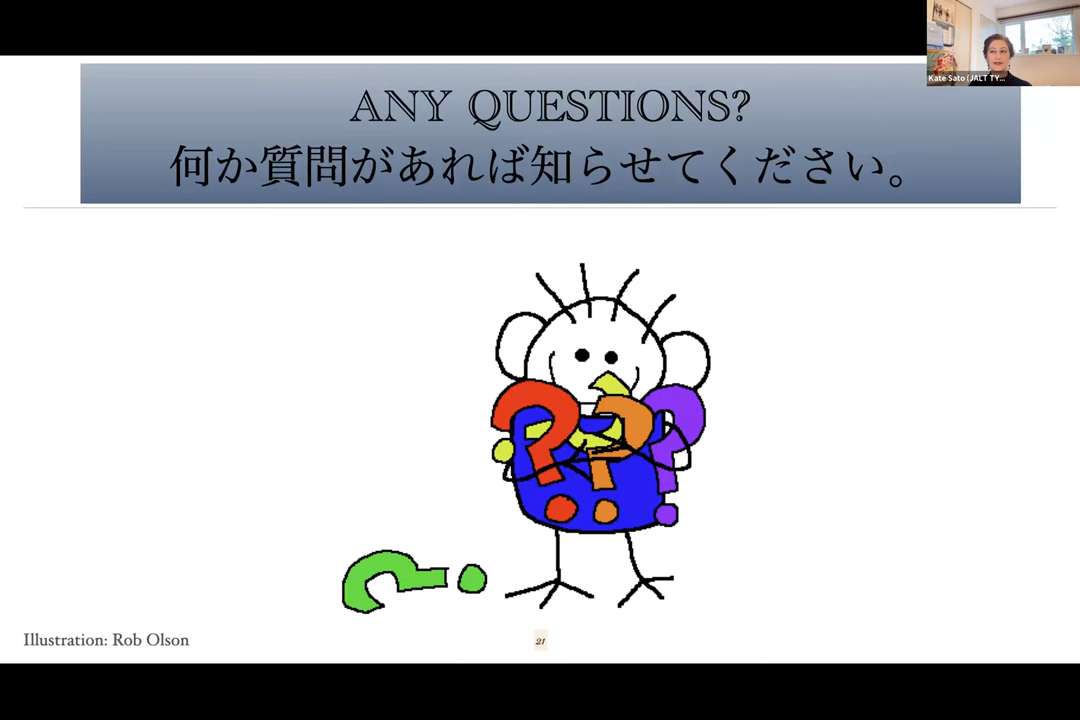 Kate Sato (JALT TY...
ANY QUESTIONS?
何か質問があれば知らせてください。
Illustration: Rob Olson
21